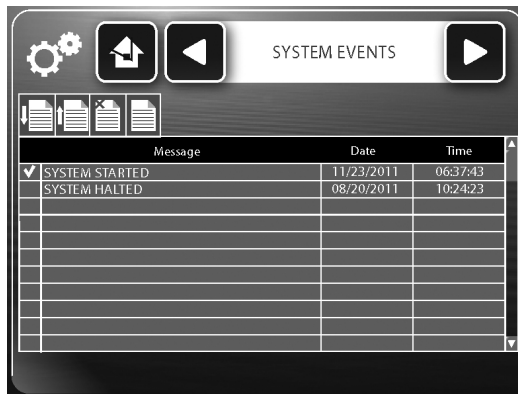 SYSTEM EVENTS
Message Date Time
SYSTEM STARTED 11/23/2011 06:37:43
SYSTEM HALTED 08/20/2011 10:24:23